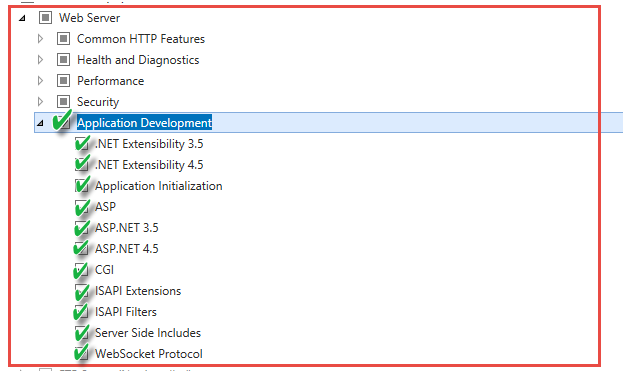 Web Server
Common HTTP Features
Health and Diagnostics
Performance
Security
Application Development
.NET Extensibility 3.5
.NET Extensibility 4.5
Application Initialization
ASP
ASP.NET 3.5
ASP.NET 4.5
CGI
ISAPI Extensions
ISAPI Filters
Server Side Includes
WebSocket Protocol